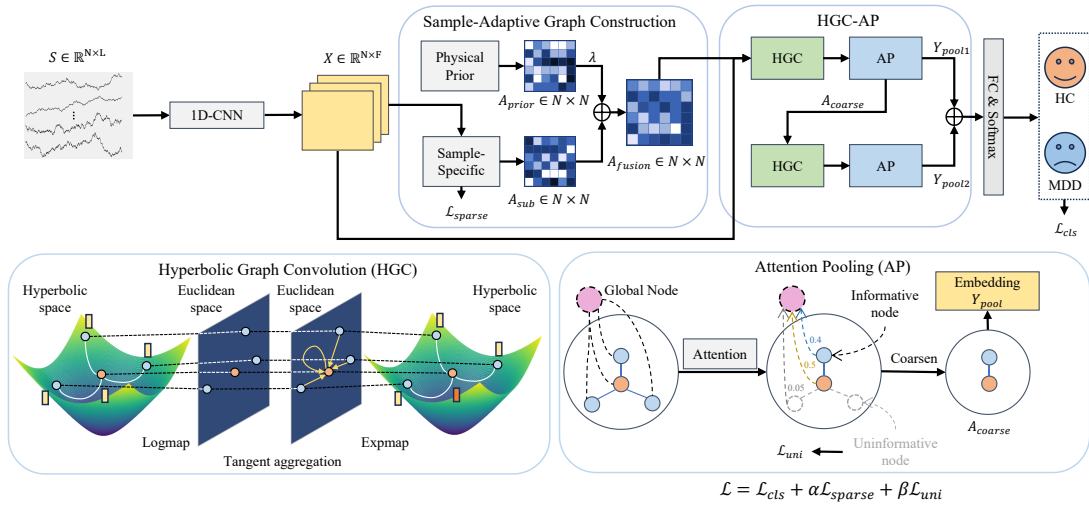 Sample-Adaptive Graph Construction
HGC-AP
S ∈ ℝ^{N×L}
X ∈ ℝ^{N×F}
1D-CNN
Physical
Prior
λ
A_{prior} ∈ N × N
Sample-
Specific
A_{sub} ∈ N × N
ℒ_{sparse}
A_{fusion} ∈ N × N
HGC
AP
Y_{pool1}
A_{coarse}
HGC
AP
Y_{pool2}
FC & Softmax
HC
MDD
ℒ_{cls}
Hyperbolic Graph Convolution (HGC)
Hyperbolic
space
Euclidean
space
Euclidean
space
Hyperbolic
space
Logmap
Expmap
Tangent aggregation
Attention Pooling (AP)
Global Node
Attention
0.4
0.5
0.05
Informative
node
Uninformative
node
ℒ_{uni}
Coarsen
Embedding
Y_{pool}
A_{coarse}
ℒ = ℒ_{cls} + αℒ_{sparse} + βℒ_{uni}